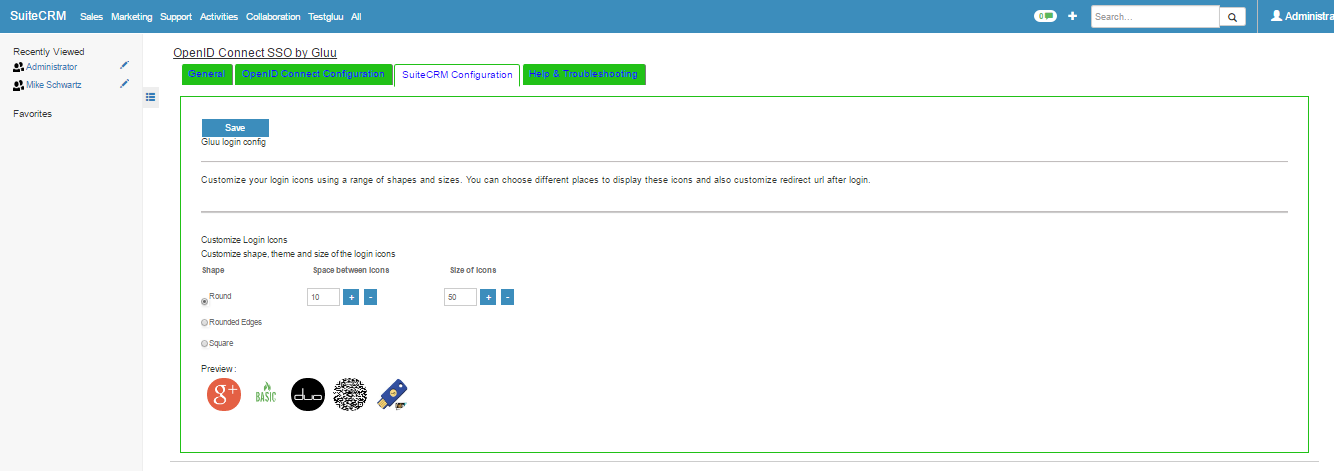 SuiteCRM Sales Marketing Support Activities Collaboration Testgluu All 0 Search... Administra
Recently Viewed
Administrator
Mike Schwartz
Favorites
OpenID Connect SSO by Gluu
General OpenID Connect Configuration SuiteCRM Configuration Help & Troubleshooting
Save
Gluu login config
Customize your login icons using a range of shapes and sizes. You can choose different places to display these icons and also customize redirect url after login.
Customize Login Icons
Customize shape, theme and size of the login icons
Shape Space between Icons Size of Icons
Round 10 + - 50 + -
Rounded Edges
Square
Preview :
g+ BASIC duo